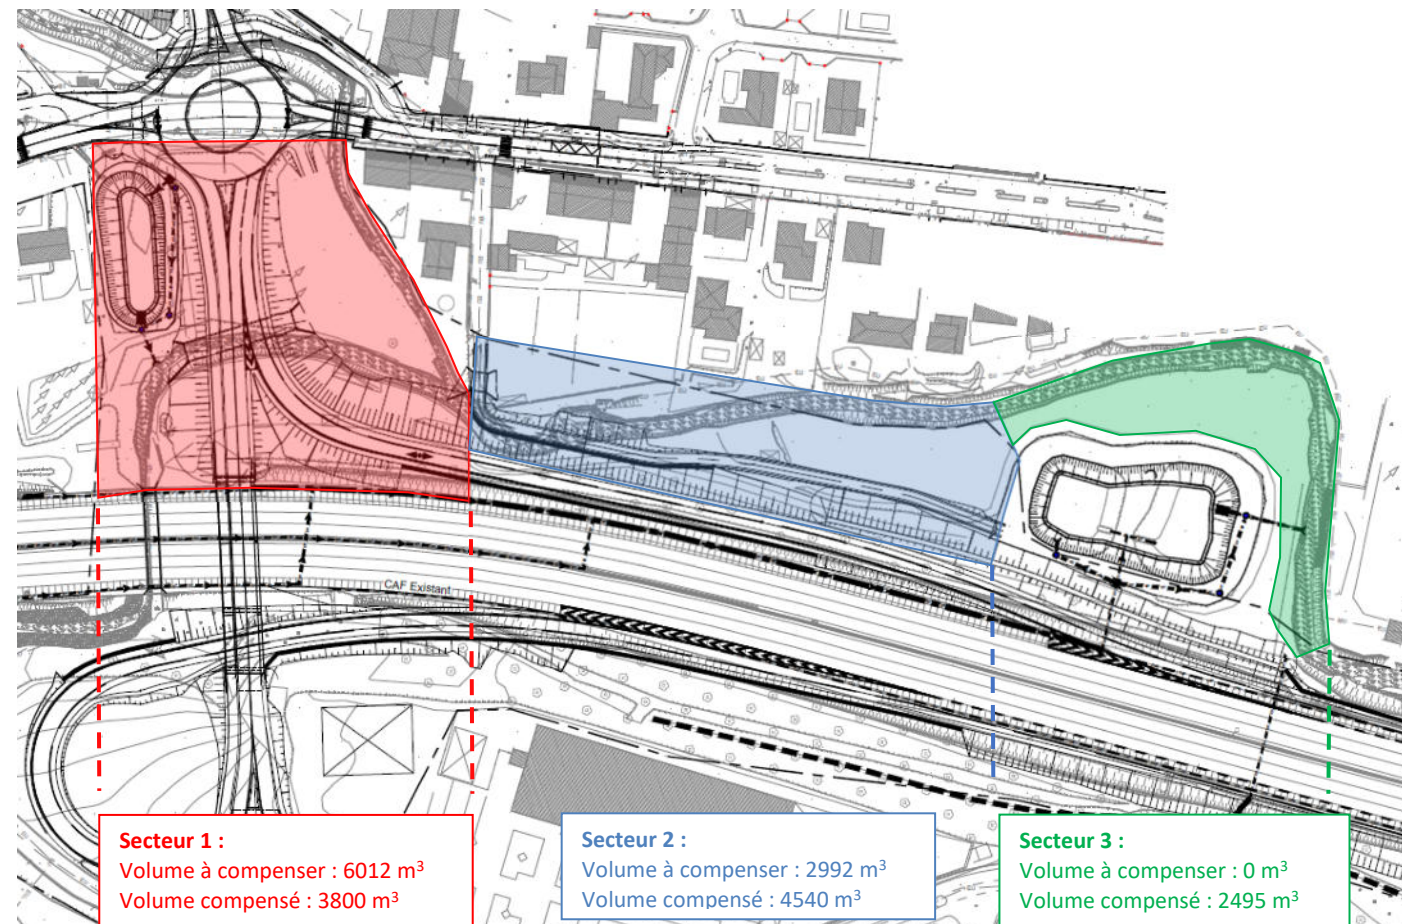 CAF Existant
Secteur 1 :
Volume à compenser : 6012 m³
Volume compensé : 3800 m³
Secteur 2 :
Volume à compenser : 2992 m³
Volume compensé : 4540 m³
Secteur 3 :
Volume à compenser : 0 m³
Volume compensé : 2495 m³